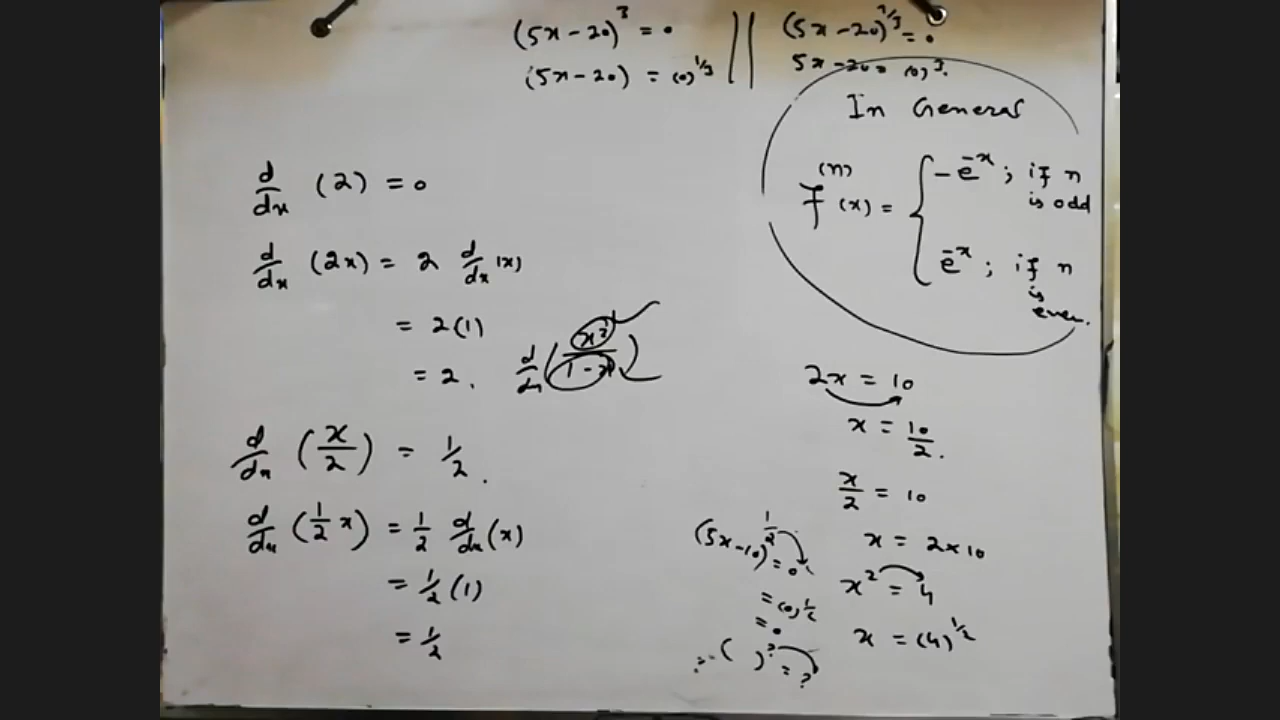 (5x-20)^3 = 0
(5x-20) = (0)^1/3
(5x-20)^1/3 = 0
5x-20 = (0)^3.
In General
f^(n)(x) = { -e^-x ; if n is odd
e^-x ; if n is even.
d/dx (2) = 0
d/dx (2x) = 2 d/dx (x)
= 2(1)
= 2.
d/dx (x^3/1-x)
d/dx (x/2) = 1/2.
d/dx (1/2 x) = 1/2 d/dx (x)
= 1/2 (1)
= 1/2
2x = 10
x = 10/2.
x/2 = 10
x = 2x10
x^2 = 4
x = (4)^1/2
(5x-10)^1/2 = 0
= (0)^1/2
= 0
? ( )^? = ?